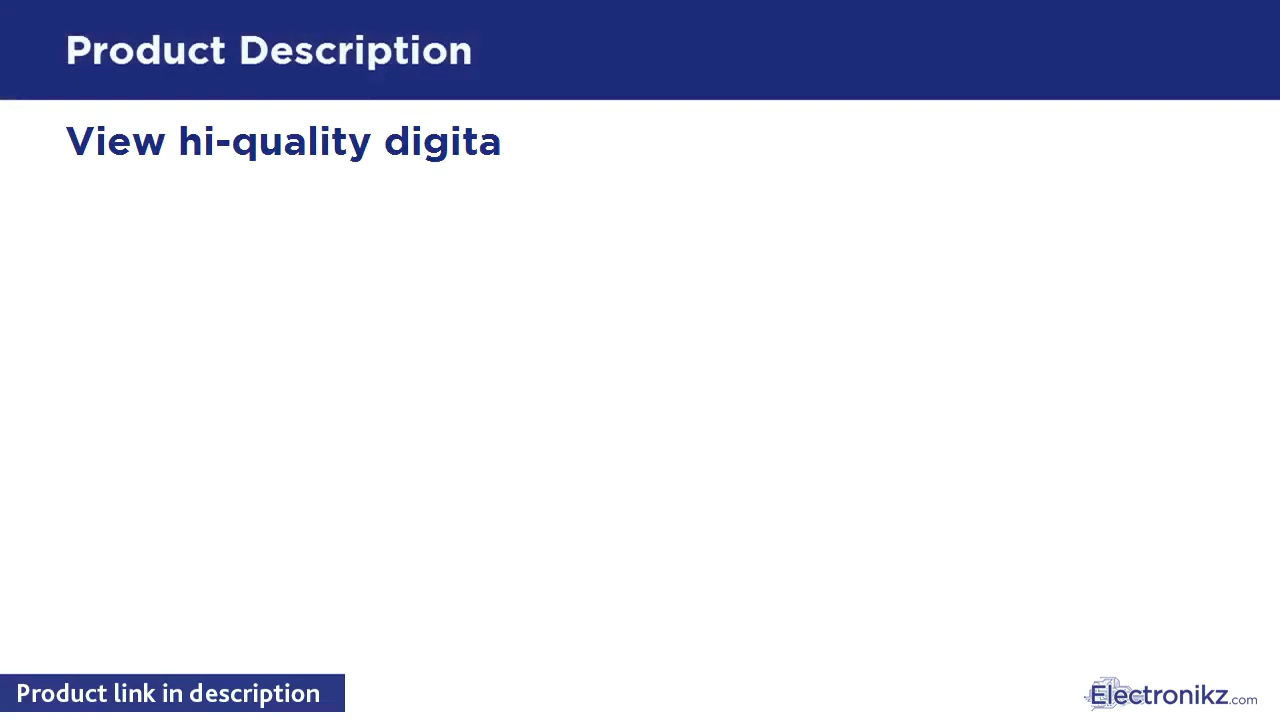 Product Description
View hi-quality digita
Product link in description
Electronikz.com